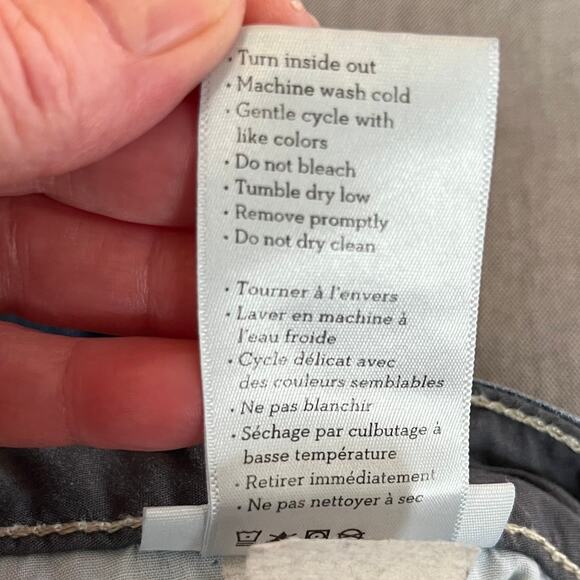 • Turn inside out
• Machine wash cold
• Gentle cycle with
like colors
• Do not bleach
• Tumble dry low
• Remove promptly
• Do not dry clean
• Tourner à l'envers
• Laver en machine à
l'eau froide
• Cycle délicat avec
des couleurs semblables
• Ne pas blanchir
• Séchage par culbutage à
basse température
• Retirer immédiatement
• Ne pas nettoyer à sec